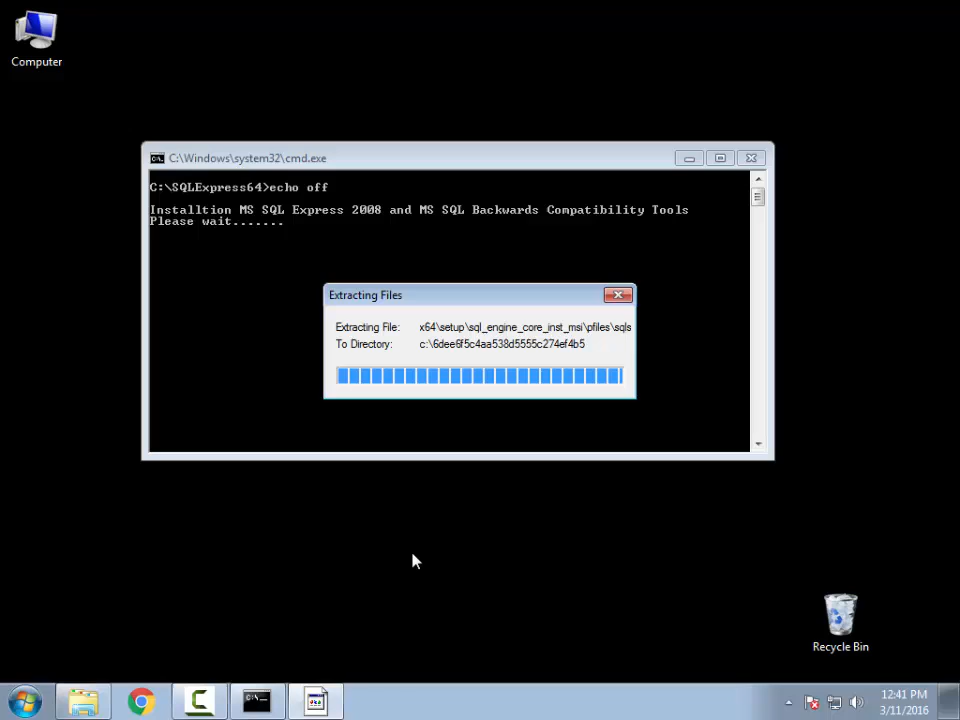 Computer
C:\Windows\system32\cmd.exe
C:\SQLExpress64>echo off
Installtion MS SQL Express 2008 and MS SQL Backwards Compatibility Tools
Please wait.......
Extracting Files
Extracting File: x64\setup\sql_engine_core_inst_msi\pfiles\sqls
To Directory: c:\6dee6f5c4aa538d5555c274ef4b5
Recycle Bin
12:41 PM
3/11/2016